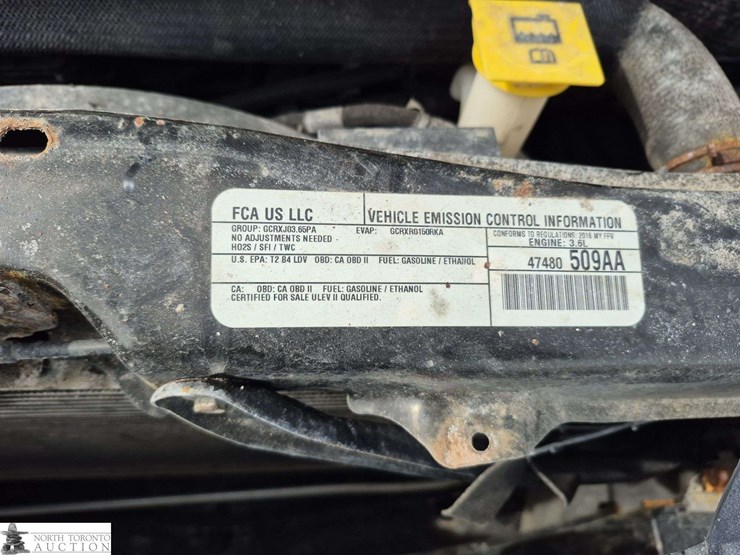 FCA US LLC
VEHICLE EMISSION CONTROL INFORMATION
GROUP: GCRXJ03.65PA EVAP: GCRXR0150RKA
NO ADJUSTMENTS NEEDED
HO2S / SFI / TWC
CONFORMS TO REGULATIONS: 2016 MY FFV
ENGINE: 3.6L
U.S. EPA: T2 B4 LDV OBD: CA OBD II FUEL: GASOLINE / ETHANOL
47480 509AA
CA: OBD: CA OBD II FUEL: GASOLINE / ETHANOL
CERTIFIED FOR SALE ULEV II QUALIFIED.
NORTH TORONTO
AUCTION